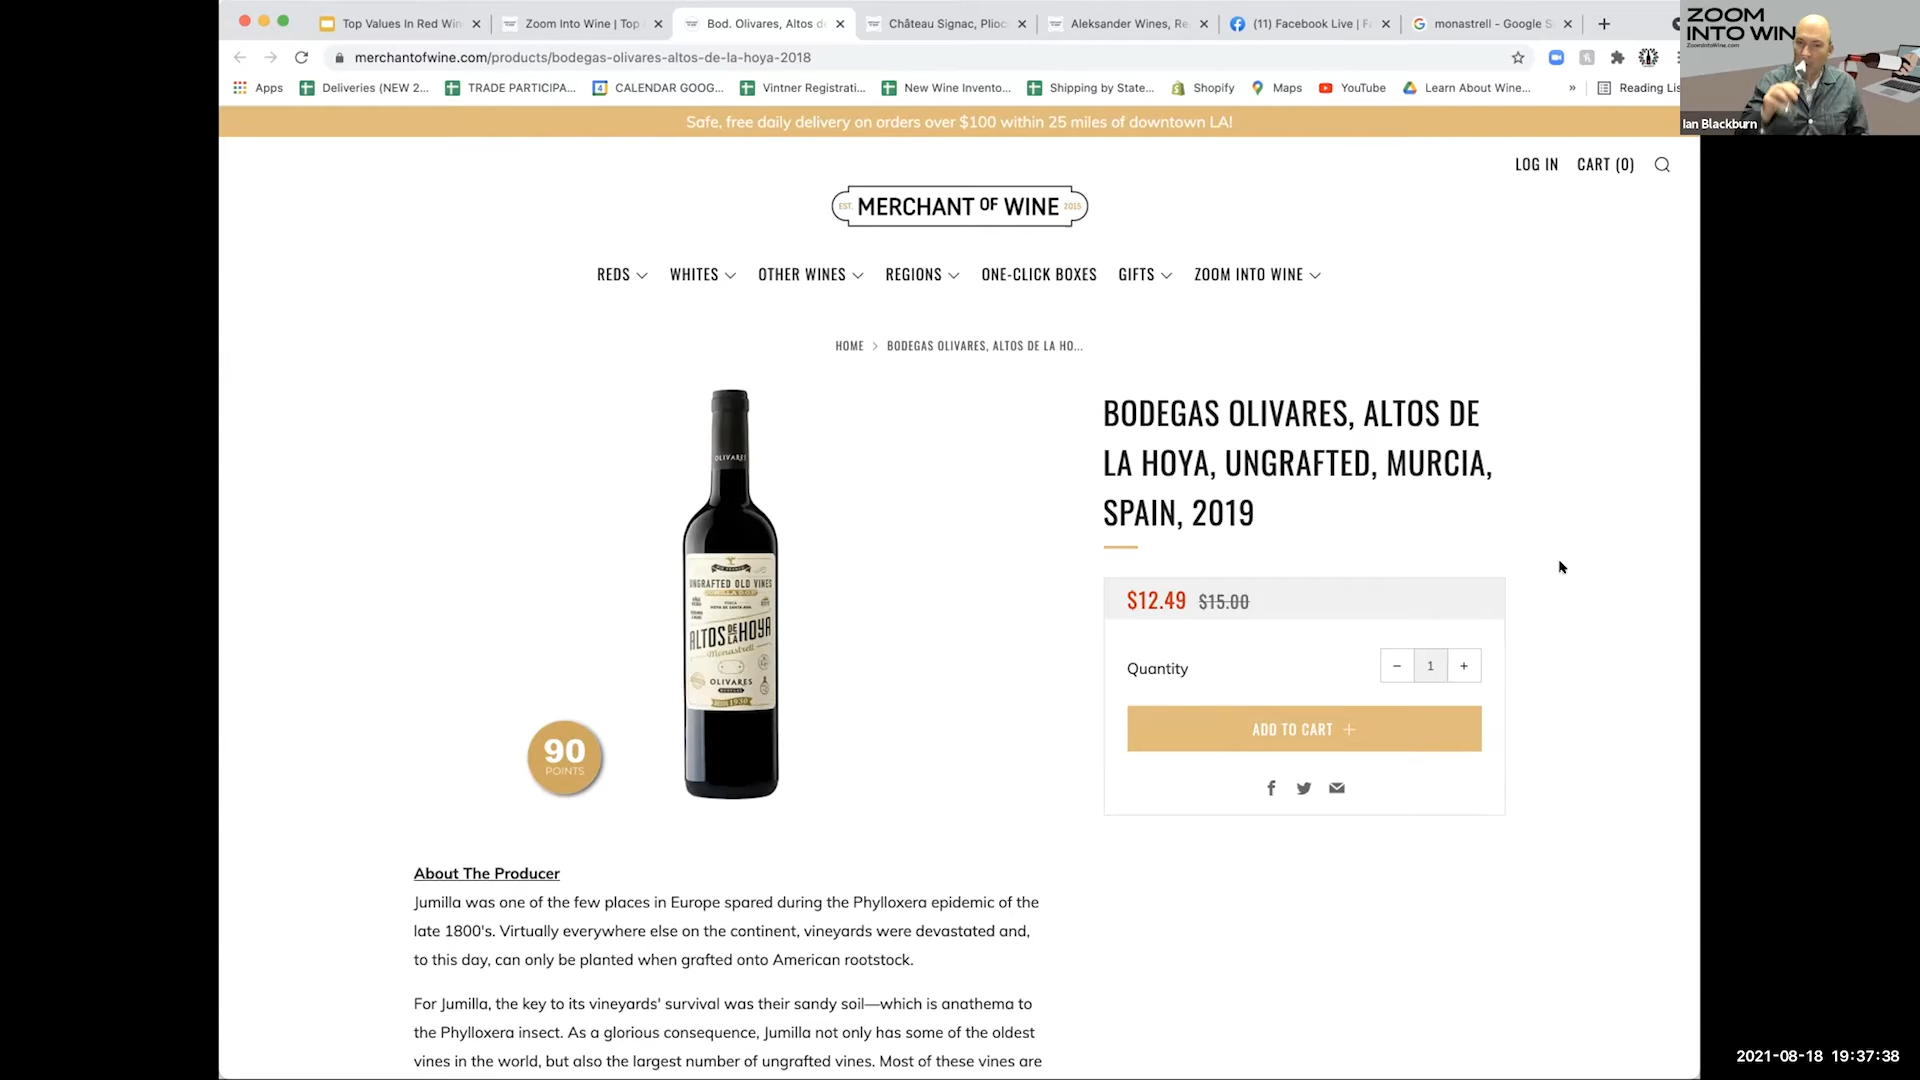 Top Values In Red Win
Zoom Into Wine | Top
Bod. Olivares, Altos de
Château Signac, Plioc
Aleksander Wines, Re
(11) Facebook Live | F
monastrell - Google S
merchantofwine.com/products/bodegas-olivares-altos-de-la-hoya-2018
Apps
Deliveries (NEW 2...
TRADE PARTICIPA...
CALENDAR GOOG...
Vintner Registrati...
New Wine Invento...
Shipping by State...
Shopify
Maps
YouTube
Learn About Wine...
»
Reading Lis
ZOOM
INTO WIN
ZoomIntoWine.com
Ian Blackburn
Safe, free daily delivery on orders over $100 within 25 miles of downtown LA!
LOG IN
CART (0)
EST. MERCHANT OF WINE 2015
REDS
WHITES
OTHER WINES
REGIONS
ONE-CLICK BOXES
GIFTS
ZOOM INTO WINE
HOME > BODEGAS OLIVARES, ALTOS DE LA HO...
OLIVARES
UNGRAFTED OLD VINES
ALTOS DE LA HOYA
Monastrell
OLIVARES
BODEGAS
1930
90
POINTS
BODEGAS OLIVARES, ALTOS DE
LA HOYA, UNGRAFTED, MURCIA,
SPAIN, 2019
$12.49 $15.00
Quantity
− 1 +
ADD TO CART +
About The Producer
Jumilla was one of the few places in Europe spared during the Phylloxera epidemic of the
late 1800's. Virtually everywhere else on the continent, vineyards were devastated and,
to this day, can only be planted when grafted onto American rootstock.
For Jumilla, the key to its vineyards' survival was their sandy soil—which is anathema to
the Phylloxera insect. As a glorious consequence, Jumilla not only has some of the oldest
vines in the world, but also the largest number of ungrafted vines. Most of these vines are
2021-08-18 19:37:38